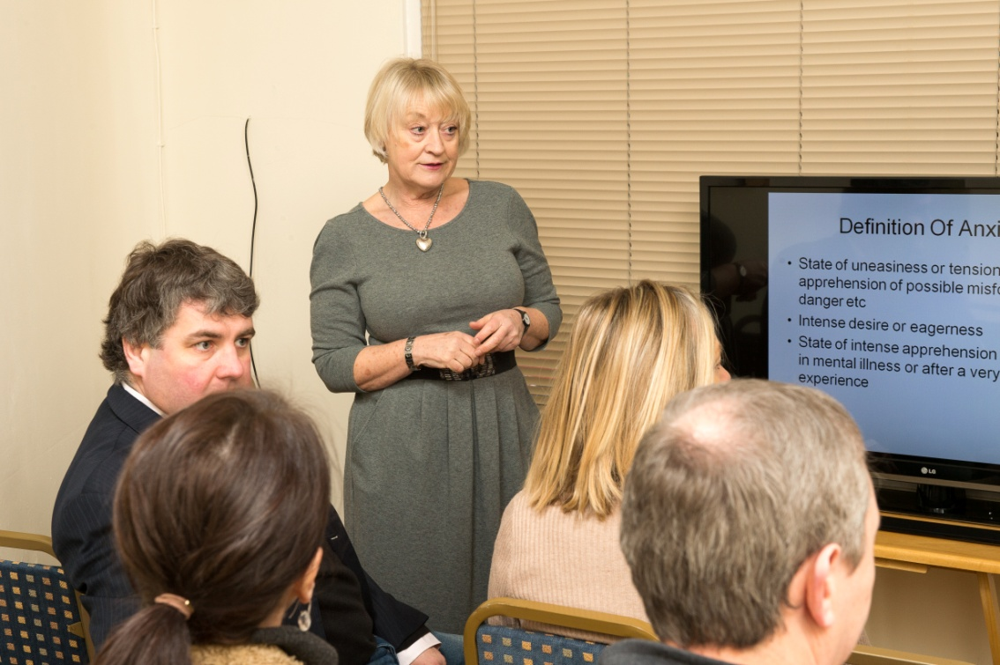 Definition Of Anxi
• State of uneasiness or tension
apprehension of possible misfo
danger etc
• Intense desire or eagerness
• State of intense apprehension
in mental illness or after a very
experience
LG